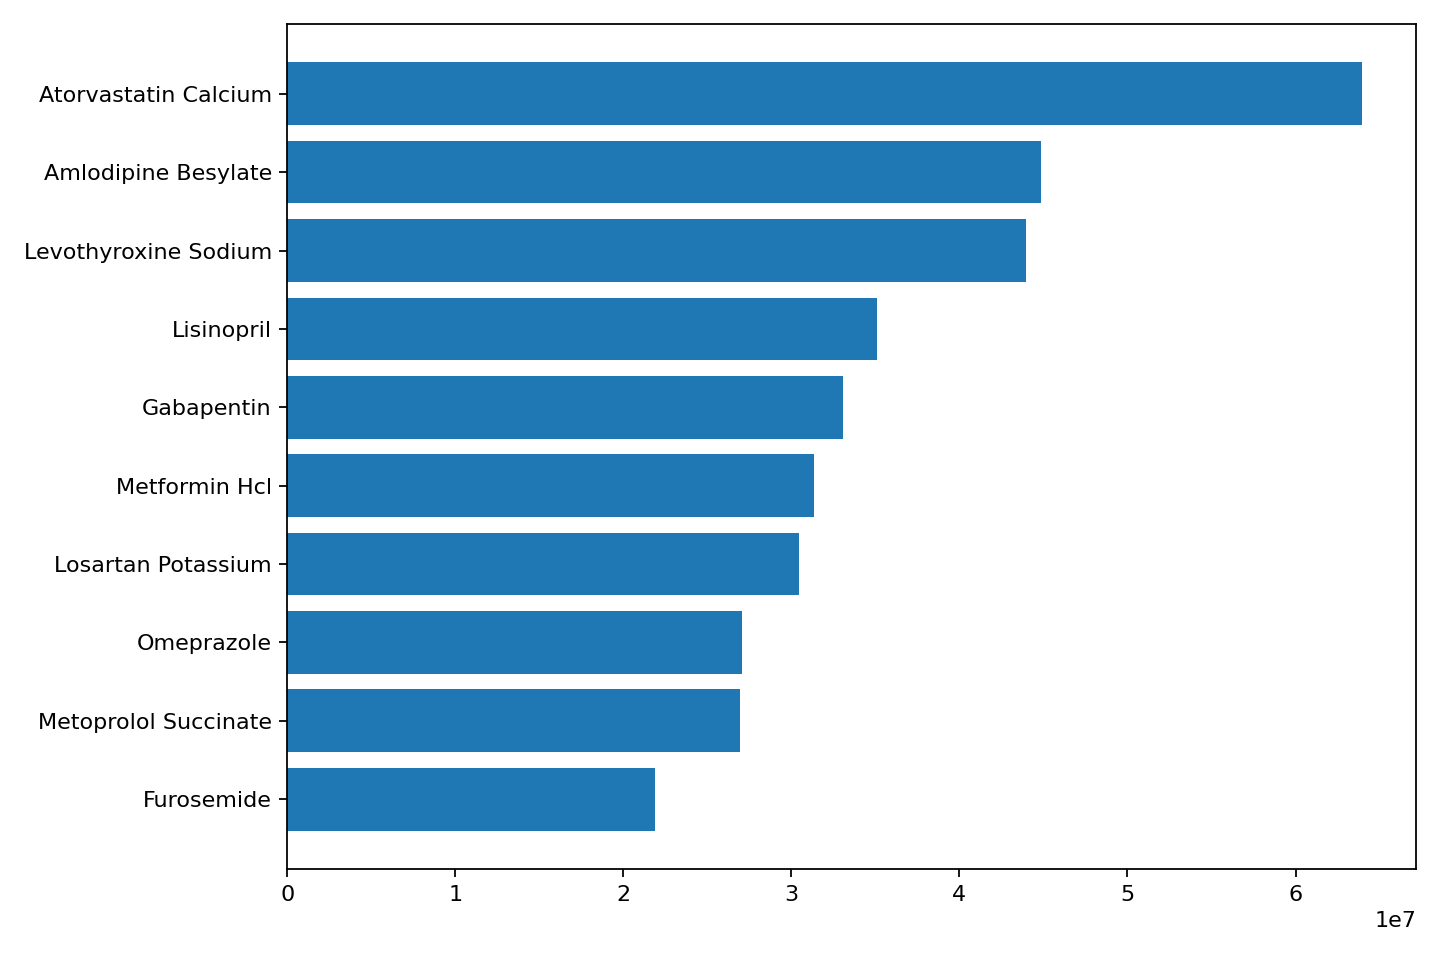 Atorvastatin Calcium
Amlodipine Besylate
Levothyroxine Sodium
Lisinopril
Gabapentin
Metformin Hcl
Losartan Potassium
Omeprazole
Metoprolol Succinate
Furosemide
0 1 2 3 4 5 6
1e7